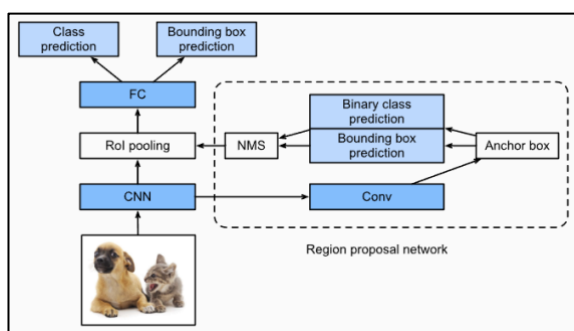 Class
prediction
Bounding box
prediction
FC
Binary class
prediction
RoI pooling
NMS
Bounding box
prediction
Anchor box
CNN
Conv
Region proposal network